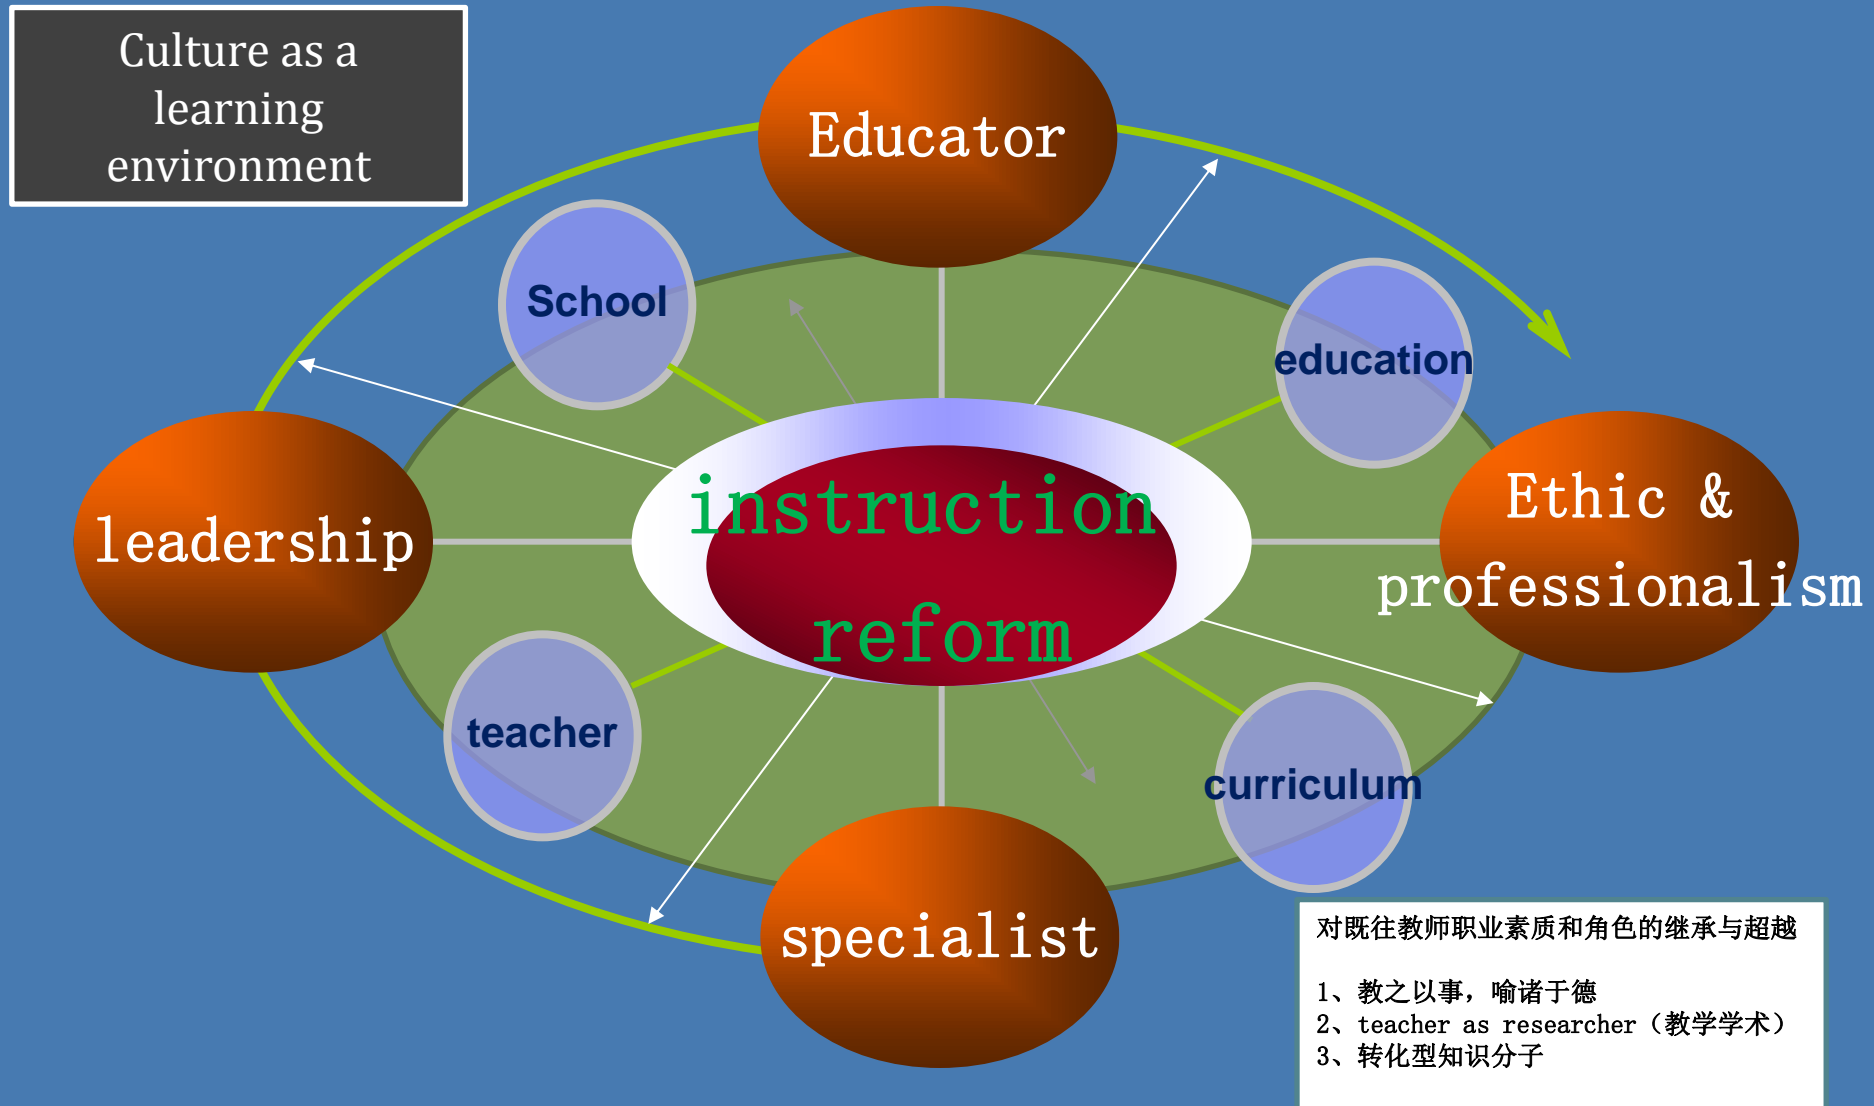 Culture as a
learning
environment
Educator
School
education
leadership
instruction
reform
Ethic &
professionalism
teacher
curriculum
specialist
对既往教师职业素质和角色的继承与超越
1、教之以事，喻诸于德
2、teacher as researcher（教学学术）
3、转化型知识分子